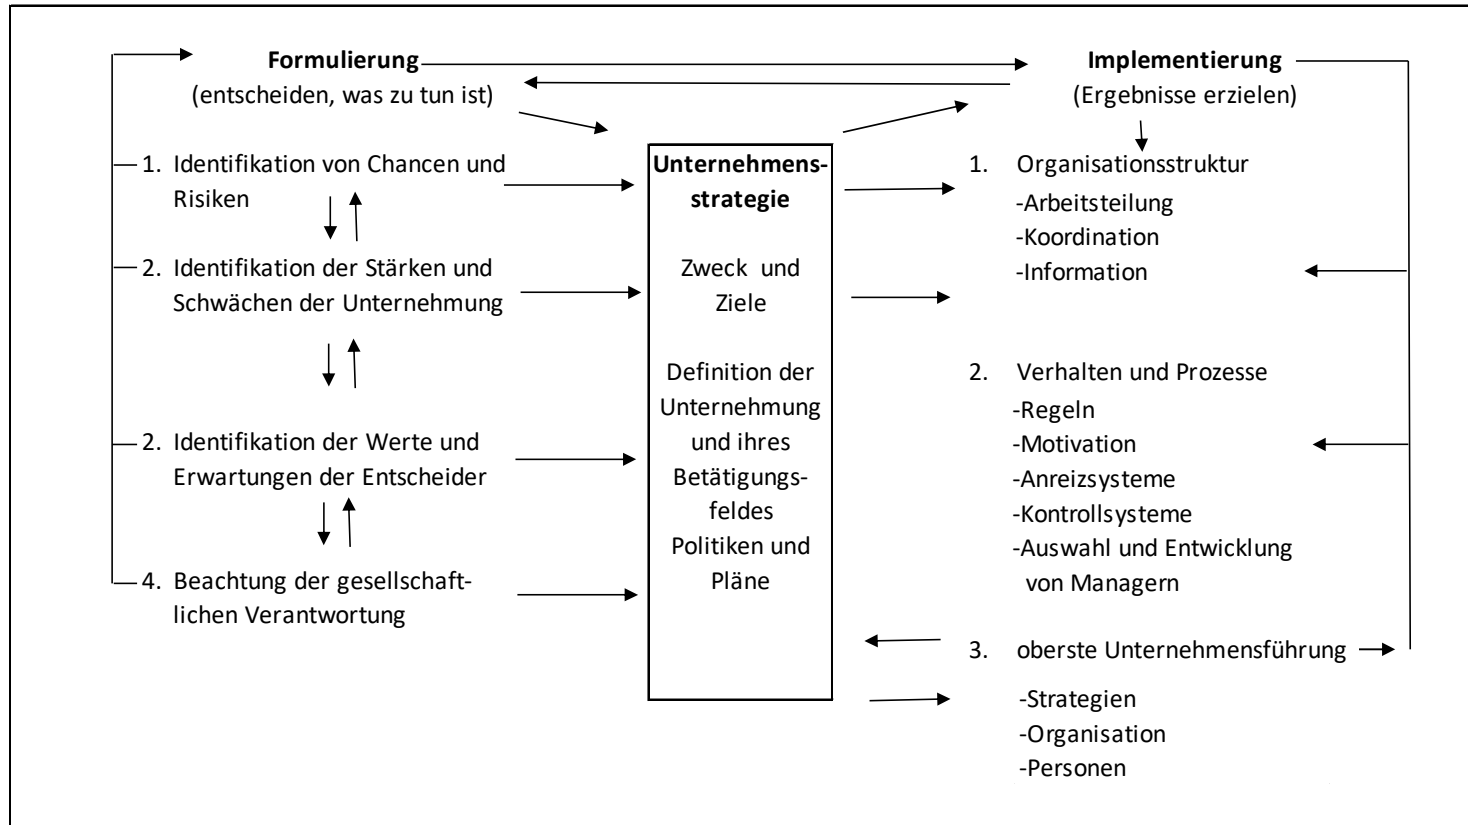 Formulierung
(entscheiden, was zu tun ist)
1. Identifikation von Chancen und
Risiken
2. Identifikation der Stärken und
Schwächen der Unternehmung
2. Identifikation der Werte und
Erwartungen der Entscheider
4. Beachtung der gesellschaft-
lichen Verantwortung
Unternehmens-
strategie
Zweck und
Ziele
Definition der
Unternehmung
und ihres
Betätigungs-
feldes
Politiken und
Pläne
Implementierung
(Ergebnisse erzielen)
1. Organisationsstruktur
-Arbeitsteilung
-Koordination
-Information
2. Verhalten und Prozesse
-Regeln
-Motivation
-Anreizsysteme
-Kontrollsysteme
-Auswahl und Entwicklung
von Managern
3. oberste Unternehmensführung
-Strategien
-Organisation
-Personen